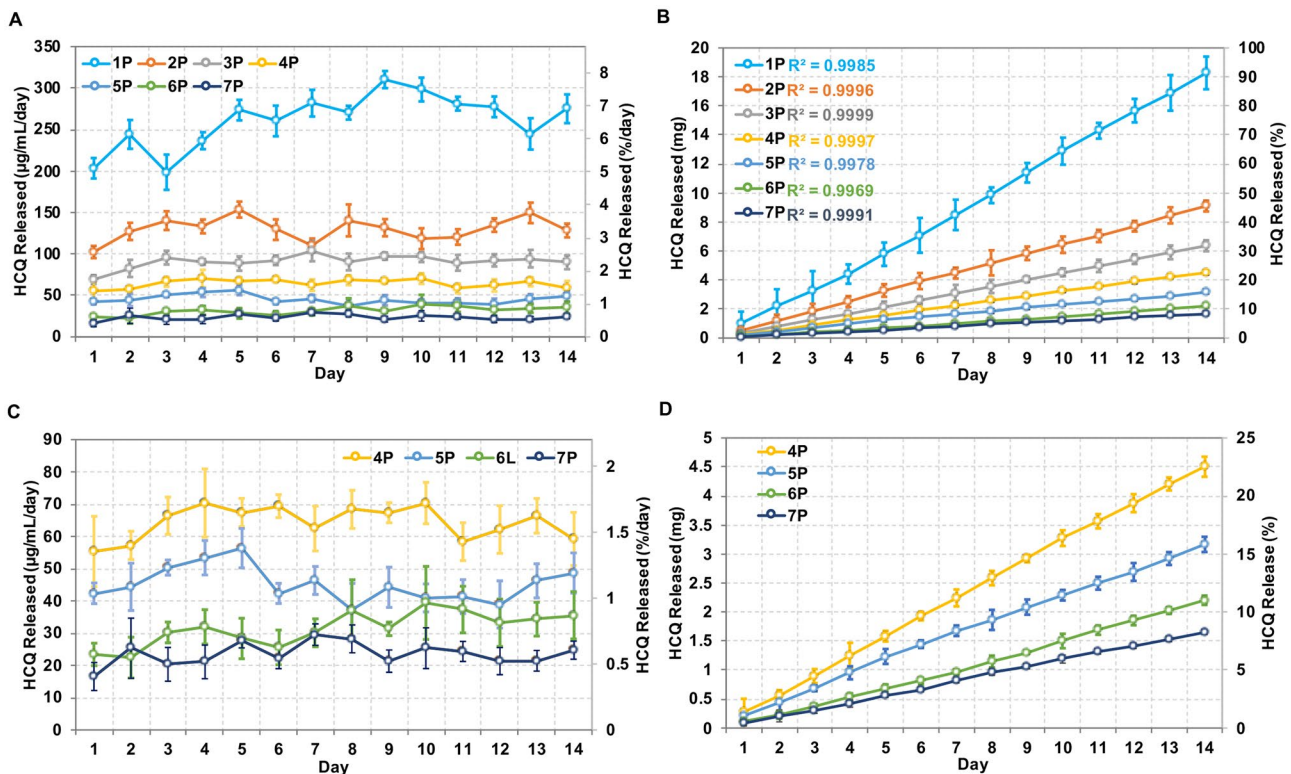 A
350
300
250
200
150
100
50
0
HCQ Released (µg/mL/day)
1P 2P 3P 4P
5P 6P 7P
8
7
6
5
4
3
2
1
0
HCQ Released (%/day)
1 2 3 4 5 6 7 8 9 10 11 12 13 14
Day
B
20
18
16
14
12
10
8
6
4
2
0
HCQ Released (mg)
1P R² = 0.9985
2P R² = 0.9996
3P R² = 0.9999
4P R² = 0.9997
5P R² = 0.9978
6P R² = 0.9969
7P R² = 0.9991
100
90
80
70
60
50
40
30
20
10
0
HCQ Released (%)
1 2 3 4 5 6 7 8 9 10 11 12 13 14
Day
C
90
80
70
60
50
40
30
20
10
0
HCQ Released (µg/mL/day)
4P 5P 6L 7P
2
1.5
1
0.5
0
HCQ Released (%/day)
1 2 3 4 5 6 7 8 9 10 11 12 13 14
Day
D
5
4.5
4
3.5
3
2.5
2
1.5
1
0.5
0
HCQ Released (mg)
4P
5P
6P
7P
25
20
15
10
5
0
HCQ Release (%)
1 2 3 4 5 6 7 8 9 10 11 12 13 14
Day